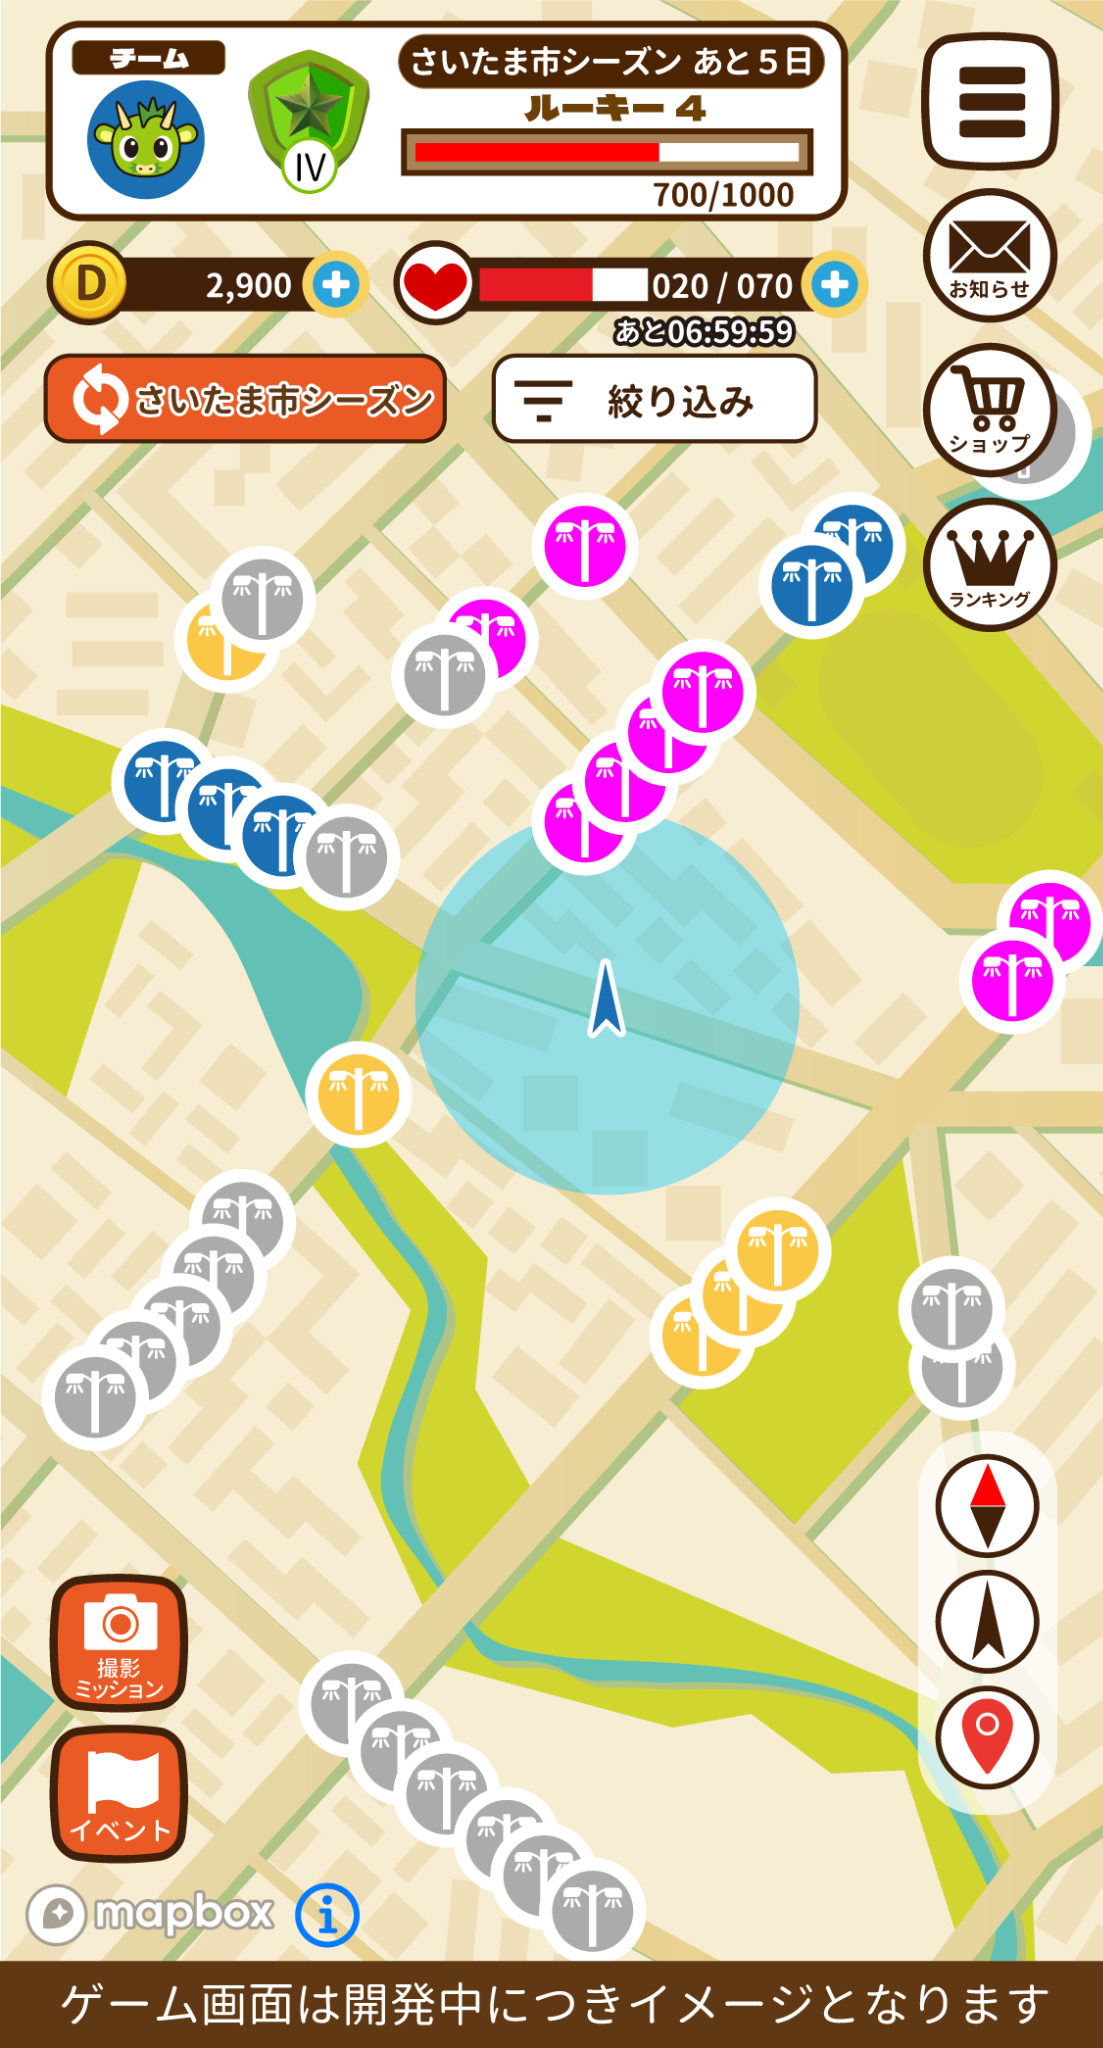 チーム
さいたま市シーズン あと5日
ルーキー 4
IV
700/1000
D
2,900
020 / 070
あと06:59:59
お知らせ
さいたま市シーズン
絞り込み
ショップ
ランキング
撮影
ミッション
イベント
mapbox
i
ゲーム画面は開発中につきイメージとなります